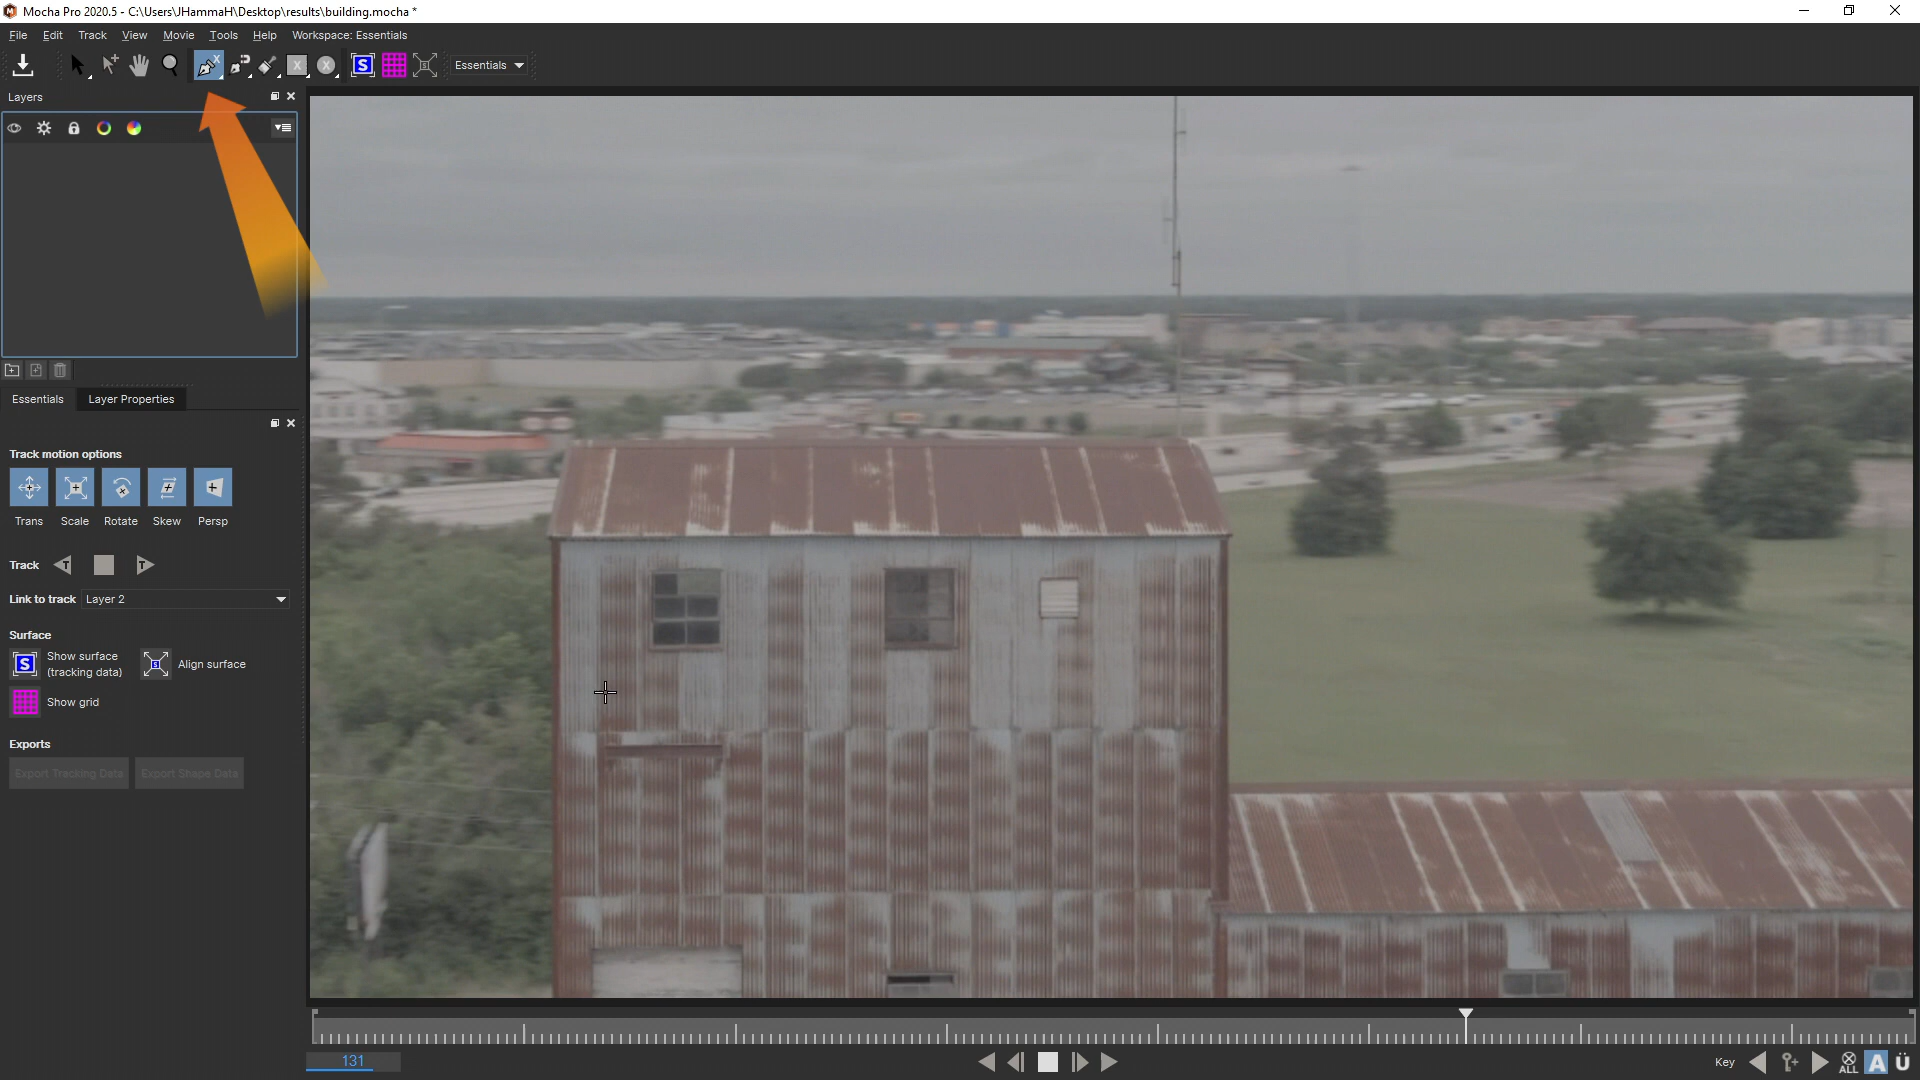 Mocha Pro 2020.5 - C:\Users\JHammaH\Desktop\results\building.mocha *
File Edit Track View Movie Tools Help Workspace: Essentials
Essentials
Layers
Essentials Layer Properties
Track motion options
Trans Scale Rotate Skew Persp
Track
Link to track Layer 2
Surface
S Show surface (tracking data)
S Align surface
Show grid
Exports
Export Tracking Data Export Shape Data
131
Key
ALL A Ü